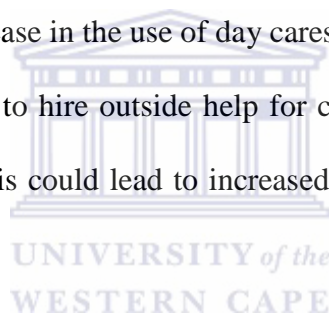 ease in the use of day cares
to hire outside help for c
is could lead to increased
UNIVERSITY of the
WESTERN CAPE